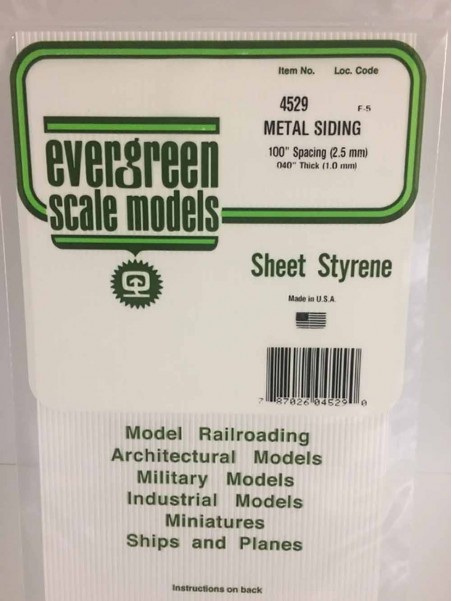 Item No. Loc. Code
4529 F-5
METAL SIDING
100" Spacing (2.5 mm)
040" Thick (1.0 mm)
evergreen
scale models
Sheet Styrene
Made in U.S.A.
7 87026 04529 0
Model Railroading
Architectural Models
Military Models
Industrial Models
Miniatures
Ships and Planes
Instructions on back